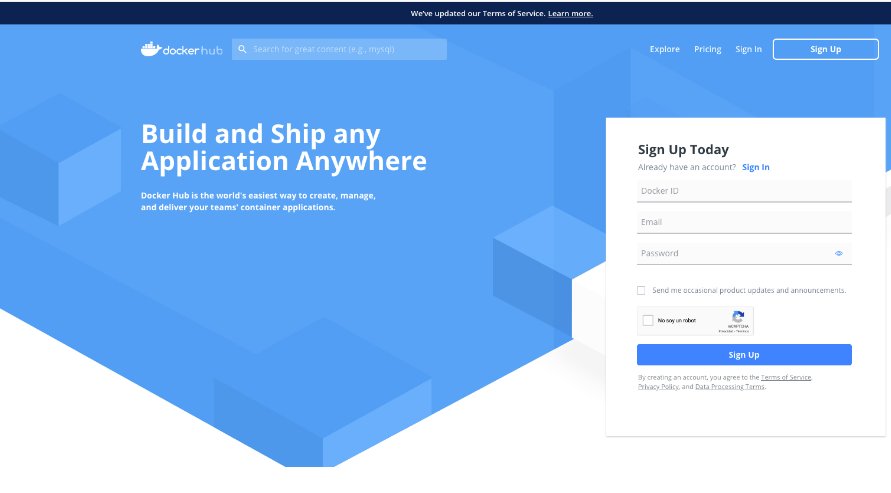 We've updated our Terms of Service. Learn more.
docker hub
Search for great content (e.g., mysql)
Explore
Pricing
Sign In
Sign Up
Build and Ship any
Application Anywhere
Docker Hub is the world's easiest way to create, manage,
and deliver your teams' container applications.
Sign Up Today
Already have an account? Sign In
Docker ID
Email
Password
Send me occasional product updates and announcements.
No soy un robot
reCAPTCHA
Sign Up
By creating an account, you agree to the Terms of Service,
Privacy Policy, and Data Processing Terms.